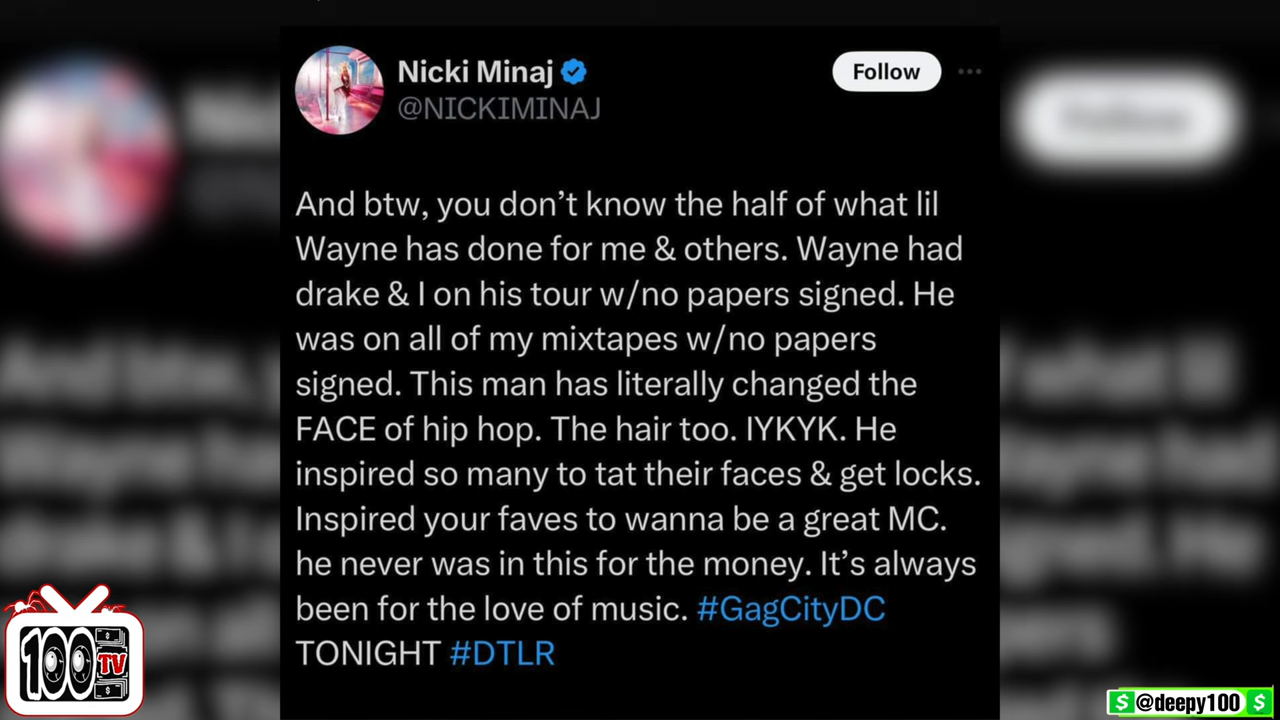 Nicki Minaj
Follow
@NICKIMINAJ
And btw, you don’t know the half of what lil
Wayne has done for me & others. Wayne had
drake & I on his tour w/no papers signed. He
was on all of my mixtapes w/no papers
signed. This man has literally changed the
FACE of hip hop. The hair too. IYKYK. He
inspired so many to tat their faces & get locks.
Inspired your faves to wanna be a great MC.
he never was in this for the money. It’s always
been for the love of music. #GagCityDC
TONIGHT #DTLR
100 TV
$ @deepy100 $